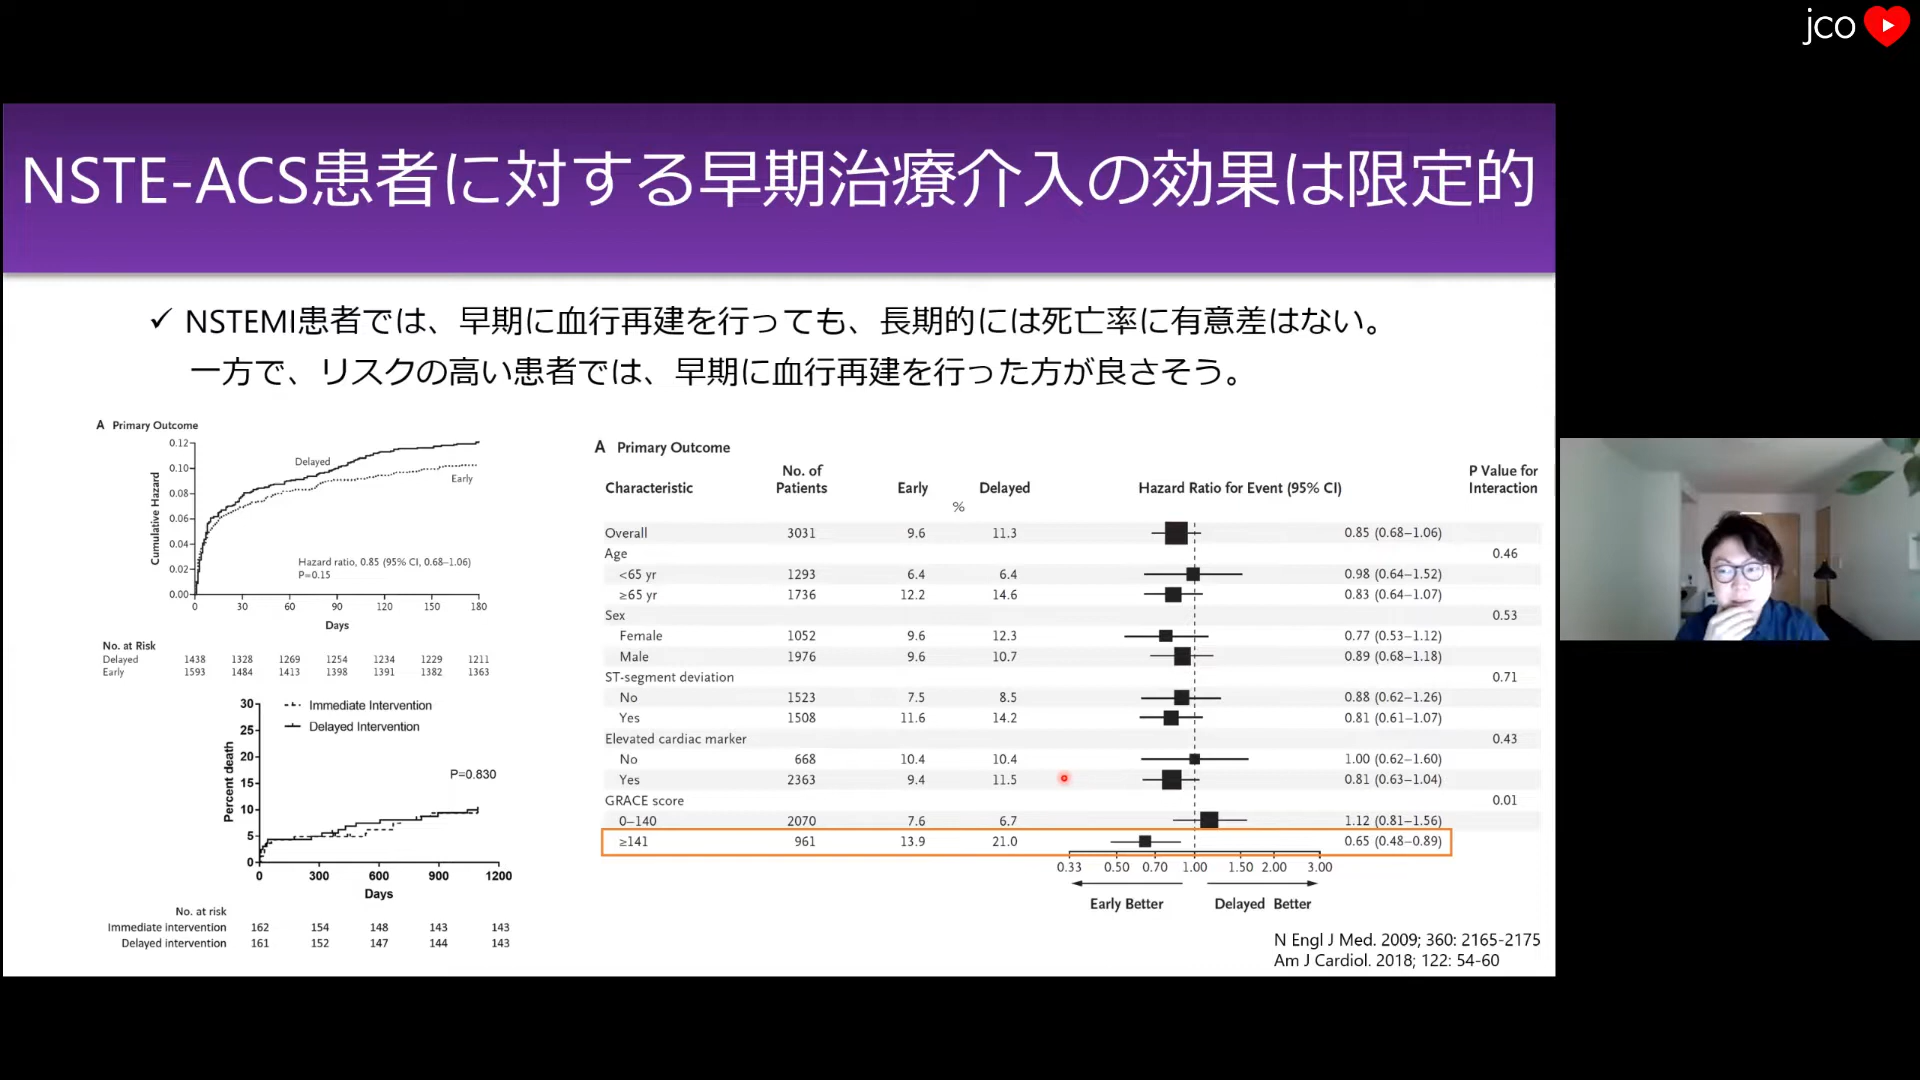 jco
NSTE-ACS患者に対する早期治療介入の効果は限定的
✓ NSTEMI患者では、早期に血行再建を行っても、長期的には死亡率に有意差はない。
一方で、リスクの高い患者では、早期に血行再建を行った方が良さそう。
A Primary Outcome
Cumulative Hazard
0.12
0.10
0.08
0.06
0.04
0.02
0.00
Delayed
Early
Hazard ratio, 0.85 (95% CI, 0.68–1.06)
P=0.15
0 30 60 90 120 150 180
Days
No. at Risk
Delayed 1438 1328 1269 1254 1234 1229 1211
Early 1593 1484 1413 1398 1391 1382 1363
Percent death
30
25
20
15
10
5
0
Immediate Intervention
Delayed Intervention
P=0.830
0 300 600 900 1200
Days
No. at risk
Immediate intervention 162 154 148 143 143
Delayed intervention 161 152 147 144 143
A Primary Outcome
Characteristic No. of Patients Early Delayed Hazard Ratio for Event (95% CI) P Value for Interaction
%
Overall 3031 9.6 11.3 0.85 (0.68–1.06)
Age 0.46
<65 yr 1293 6.4 6.4 0.98 (0.64–1.52)
≥65 yr 1736 12.2 14.6 0.83 (0.64–1.07)
Sex 0.53
Female 1052 9.6 12.3 0.77 (0.53–1.12)
Male 1976 9.6 10.7 0.89 (0.68–1.18)
ST-segment deviation 0.71
No 1523 7.5 8.5 0.88 (0.62–1.26)
Yes 1508 11.6 14.2 0.81 (0.61–1.07)
Elevated cardiac marker 0.43
No 668 10.4 10.4 1.00 (0.62–1.60)
Yes 2363 9.4 11.5 0.81 (0.63–1.04)
GRACE score 0.01
0–140 2070 7.6 6.7 1.12 (0.81–1.56)
≥141 961 13.9 21.0 0.65 (0.48–0.89)
0.33 0.50 0.70 1.00 1.50 2.00 3.00
Early Better Delayed Better
N Engl J Med. 2009; 360: 2165-2175
Am J Cardiol. 2018; 122: 54-60